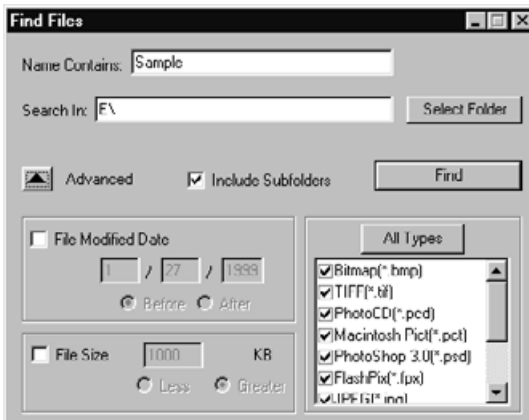 Find Files
Name Contains: Sample
Search In: E:\ Select Folder
Advanced Include Subfolders Find
File Modified Date
1 / 27 / 1999
Before After
File Size 1000 KB
Less Greater
All Types
Bitmap(*.bmp)
TIFF(*.tif)
PhotoCD(*.pcd)
Macintosh Pict(*.pct)
PhotoShop 3.0(*.psd)
FlashPix(*.fpx)
JPEG(*.jpg)